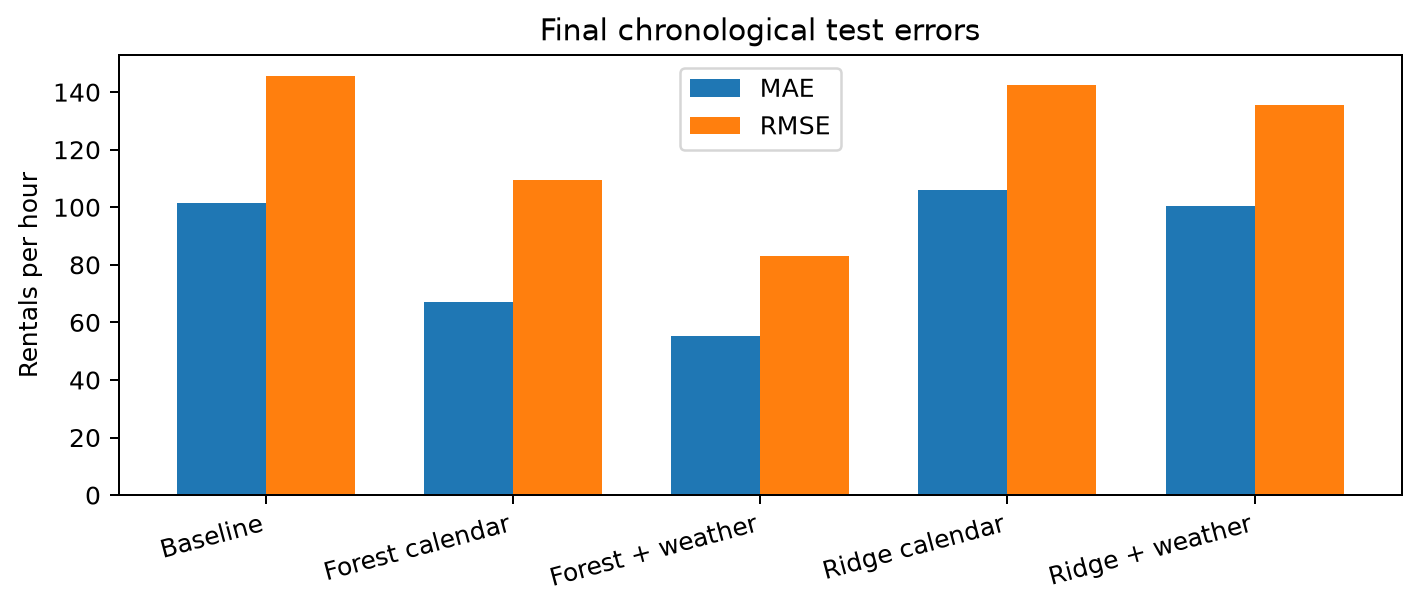 Final chronological test errors
MAE
RMSE
Rentals per hour
140
120
100
80
60
40
20
0
Baseline
Forest calendar
Forest + weather
Ridge calendar
Ridge + weather